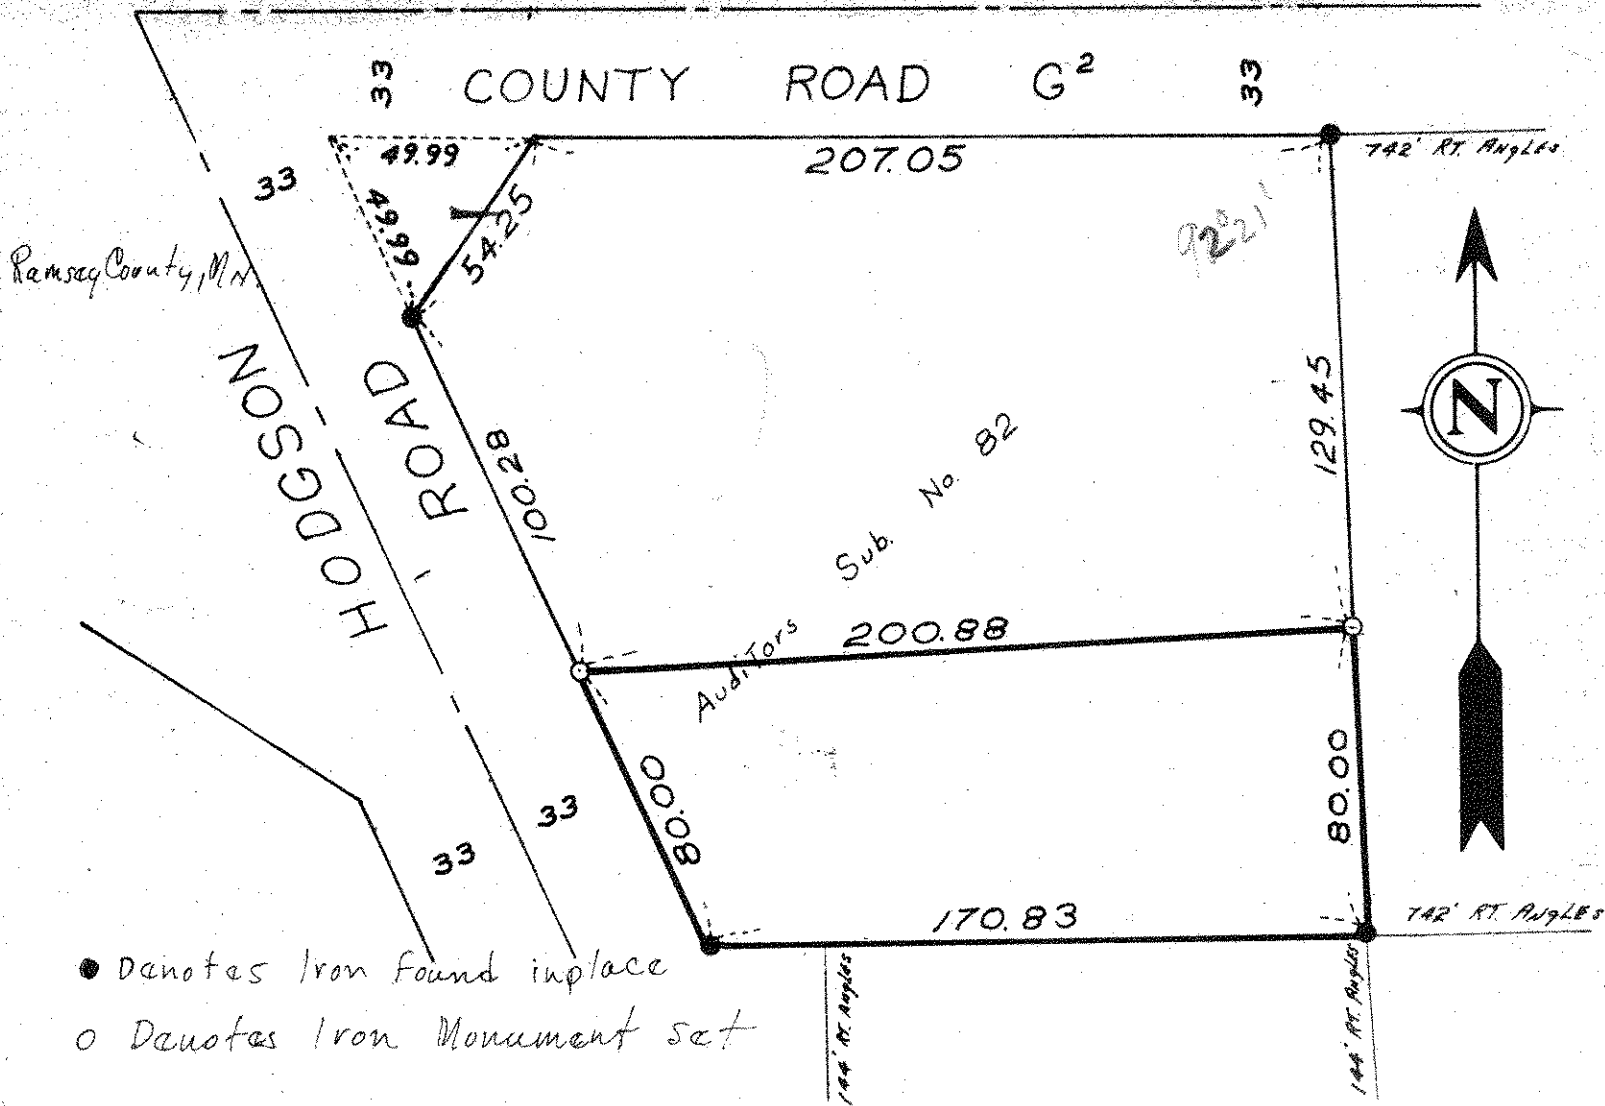 33 COUNTY ROAD G² 33
49.99
207.05
742' RT. ANgLEs
33
49.99
54.25
92°21'
Ramsey County, MN.
HODGSON
ROAD
100.28
129.45
N
Auditors Sub. No. 82
200.88
80.00
80.00
33
33
170.83
742' RT. ANgLEs
● Denotes Iron Found inplace
144' RT. ANgLEs
144' RT. ANgLEs
○ Denotes Iron Monument set